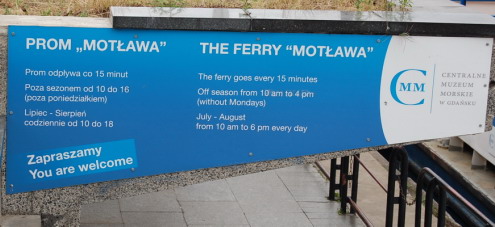 PROM „MOTŁAWA”
Prom odpływa co 15 minut
Poza sezonem od 10 do 16
(poza poniedziałkiem)
Lipiec - Sierpień
codziennie od 10 do 18
Zapraszamy
You are welcome
THE FERRY “MOTŁAWA”
The ferry goes every 15 minutes
Off season from 10 am to 4 pm
(without Mondays)
July - August
from 10 am to 6 pm every day
CMM
CENTRALNE
MUZEUM
MORSKIE
W GDAŃSKU